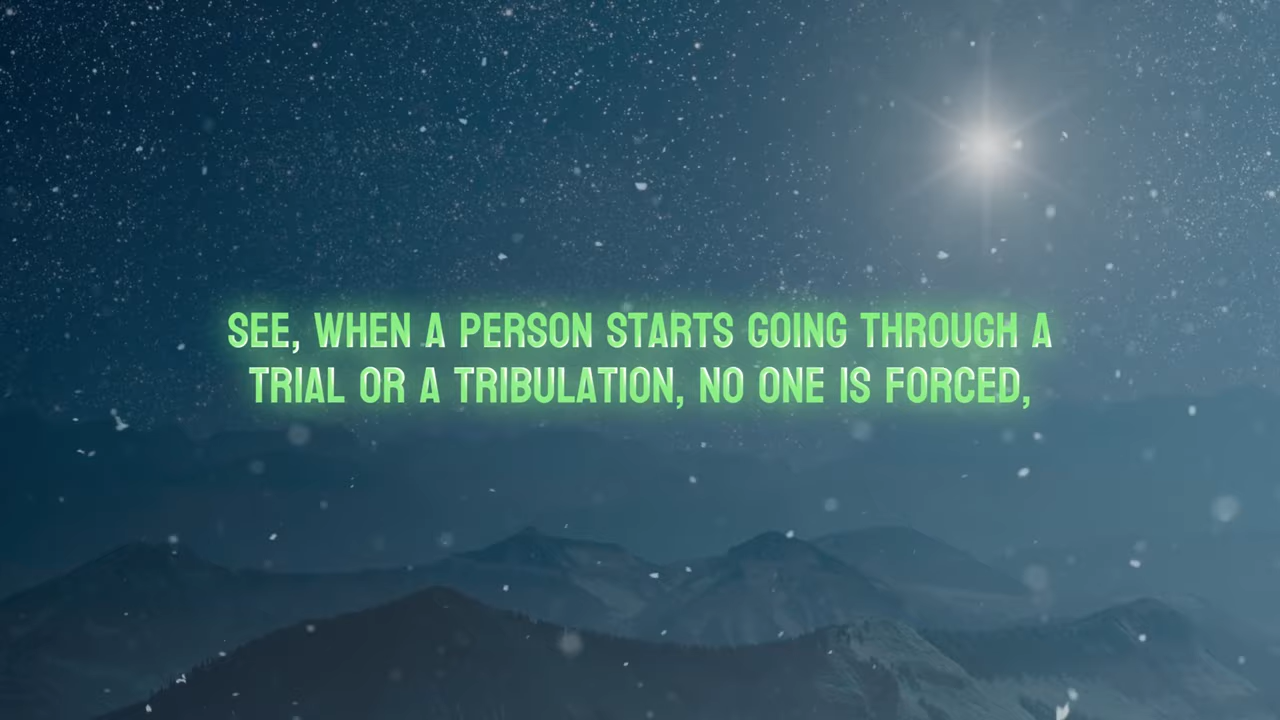 SEE, WHEN A PERSON STARTS GOING THROUGH A
TRIAL OR A TRIBULATION, NO ONE IS FORCED,